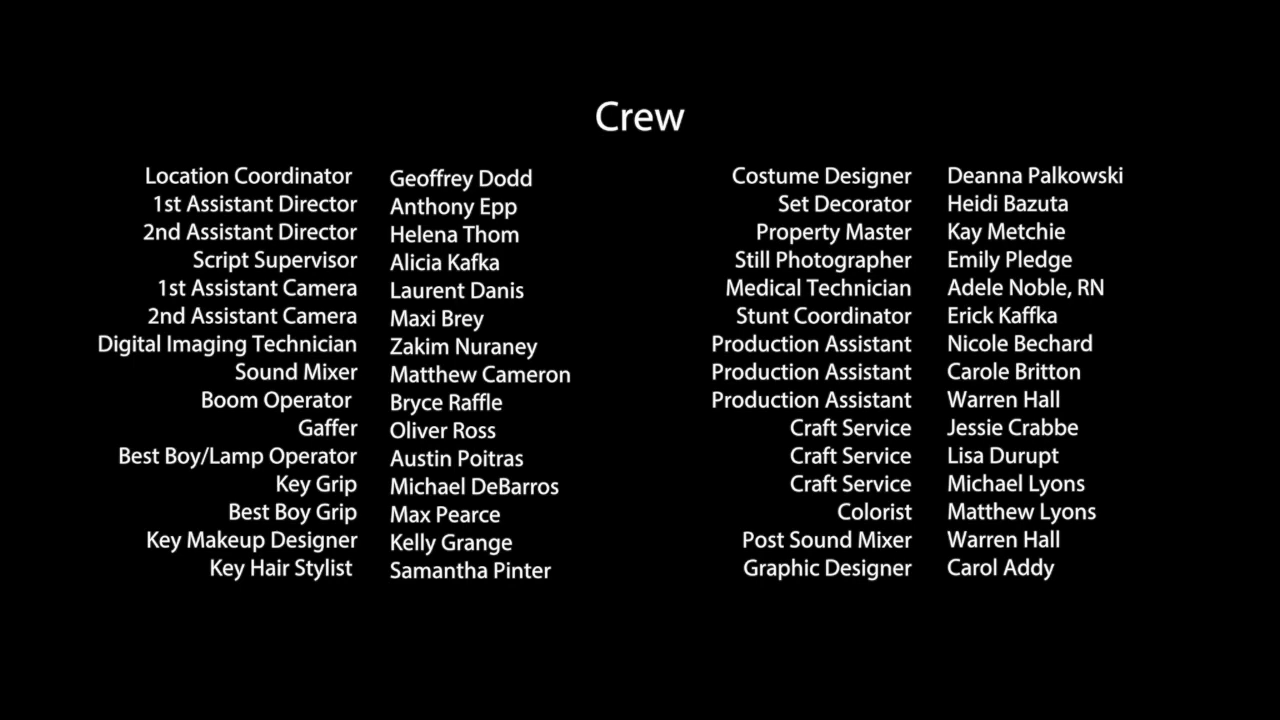 Crew
Location Coordinator Geoffrey Dodd
1st Assistant Director Anthony Epp
2nd Assistant Director Helena Thom
Script Supervisor Alicia Kafka
1st Assistant Camera Laurent Danis
2nd Assistant Camera Maxi Brey
Digital Imaging Technician Zakim Nuraney
Sound Mixer Matthew Cameron
Boom Operator Bryce Raffle
Gaffer Oliver Ross
Best Boy/Lamp Operator Austin Poitras
Key Grip Michael DeBarros
Best Boy Grip Max Pearce
Key Makeup Designer Kelly Grange
Key Hair Stylist Samantha Pinter
Costume Designer Deanna Palkowski
Set Decorator Heidi Bazuta
Property Master Kay Metchie
Still Photographer Emily Pledge
Medical Technician Adele Noble, RN
Stunt Coordinator Erick Kaffka
Production Assistant Nicole Bechard
Production Assistant Carole Britton
Production Assistant Warren Hall
Craft Service Jessie Crabbe
Craft Service Lisa Durupt
Craft Service Michael Lyons
Colorist Matthew Lyons
Post Sound Mixer Warren Hall
Graphic Designer Carol Addy